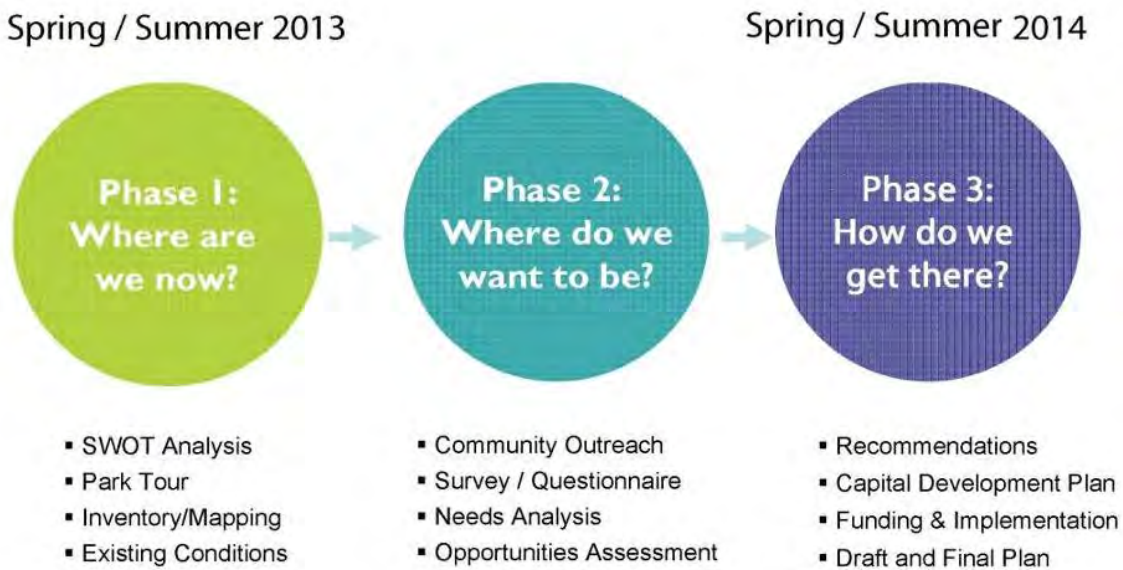 Spring / Summer 2013
Spring / Summer 2014
Phase 1:
Where are
we now?
Phase 2:
Where do we
want to be?
Phase 3:
How do we
get there?
▪ SWOT Analysis
▪ Park Tour
▪ Inventory/Mapping
▪ Existing Conditions
▪ Community Outreach
▪ Survey / Questionnaire
▪ Needs Analysis
▪ Opportunities Assessment
▪ Recommendations
▪ Capital Development Plan
▪ Funding & Implementation
▪ Draft and Final Plan